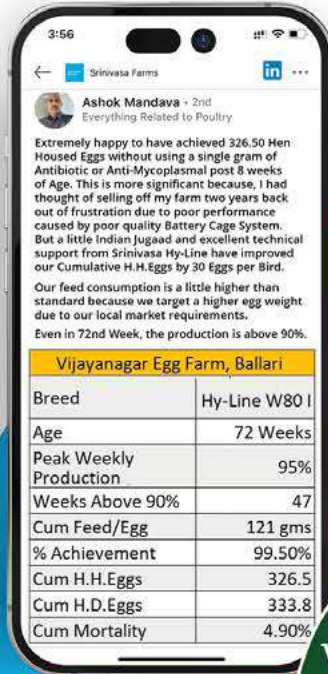 3:56
Srinivasa Farms
in
Ashok Mandava • 2nd
Everything Related to Poultry
Extremely happy to have achieved 326.50 Hen
Housed Eggs without using a single gram of
Antibiotic or Anti-Mycoplasmal post 8 weeks
of Age. This is more significant because, I had
thought of selling off my farm two years back
out of frustration due to poor performance
caused by poor quality Battery Cage System.
But a little Indian Jugaad and excellent technical
support from Srinivasa Hy-Line have improved
our Cumulative H.H.Eggs by 30 Eggs per Bird.
Our feed consumption is a little higher than
standard because we target a higher egg weight
due to our local market requirements.
Even in 72nd Week, the production is above 90%.
Vijayanagar Egg Farm, Ballari
Breed Hy-Line W80 I
Age 72 Weeks
Peak Weekly
Production 95%
Weeks Above 90% 47
Cum Feed/Egg 121 gms
% Achievement 99.50%
Cum H.H.Eggs 326.5
Cum H.D.Eggs 333.8
Cum Mortality 4.90%